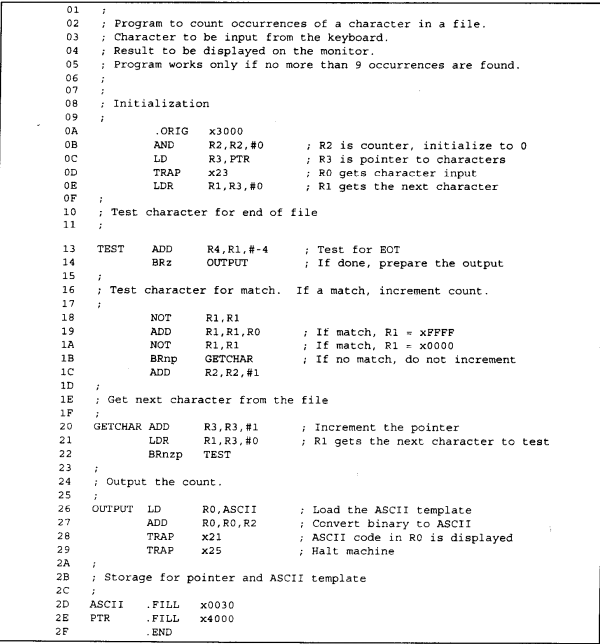 01 ;
02 ; Program to count occurrences of a character in a file.
03 ; Character to be input from the keyboard.
04 ; Result to be displayed on the monitor.
05 ; Program works only if no more than 9 occurrences are found.
06 ;
07 ;
08 ; Initialization
09 ;
0A .ORIG x3000
0B AND R2,R2,#0 ; R2 is counter, initialize to 0
0C LD R3,PTR ; R3 is pointer to characters
0D TRAP x23 ; R0 gets character input
0E LDR R1,R3,#0 ; R1 gets the next character
0F ;
10 ; Test character for end of file
11 ;
13 TEST ADD R4,R1,#-4 ; Test for EOT
14 BRz OUTPUT ; If done, prepare the output
15 ;
16 ; Test character for match. If a match, increment count.
17 ;
18 NOT R1,R1
19 ADD R1,R1,R0 ; If match, R1 = xFFFF
1A NOT R1,R1 ; If match, R1 = x0000
1B BRnp GETCHAR ; If no match, do not increment
1C ADD R2,R2,#1
1D ;
1E ; Get next character from the file
1F ;
20 GETCHAR ADD R3,R3,#1 ; Increment the pointer
21 LDR R1,R3,#0 ; R1 gets the next character to test
22 BRnzp TEST
23 ;
24 ; Output the count.
25 ;
26 OUTPUT LD R0,ASCII ; Load the ASCII template
27 ADD R0,R0,R2 ; Convert binary to ASCII
28 TRAP x21 ; ASCII code in R0 is displayed
29 TRAP x25 ; Halt machine
2A ;
2B ; Storage for pointer and ASCII template
2C ;
2D ASCII .FILL x0030
2E PTR .FILL x4000
2F .END